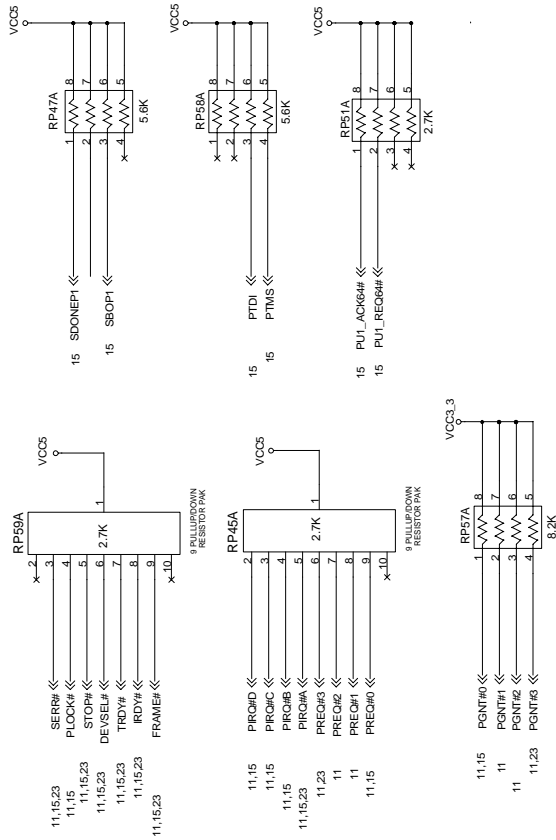 RP59A
VCC5
2
11,15,23 SERR# 3
11,15 PLOCK# 4
11,15,23 STOP# 5
11,15,23 DEVSEL# 6 2.7K 1
11,15,23 TRDY# 7
11,15,23 IRDY# 8
11,15,23 FRAME# 9
10
9 PULLUP/DOWN
RESISTOR PAK
VCC5
RP47A
15 SDONEP1 1 8
2 7
15 SBOP1 3 6
4 5
5.6K
RP45A
VCC5
11,15 PIRQ#D 2
11,15 PIRQ#C 3
11,15 PIRQ#B 4
11,15,23 PIRQ#A 5
11,23 PREQ#3 6 2.7K 1
11 PREQ#2 7
11 PREQ#1 8
11,15 PREQ#0 9
10
9 PULLUP/DOWN
RESISTOR PAK
VCC5
RP58A
1 8
2 7
15 PTDI 3 6
15 PTMS 4 5
5.6K
RP57A
VCC3_3
11,15 PGNT#0 1 8
11 PGNT#1 2 7
11 PGNT#2 3 6
11,23 PGNT#3 4 5
8.2K
VCC5
RP51A
15 PU1_ACK64# 1 8
15 PU1_REQ64# 2 7
3 6
4 5
2.7K